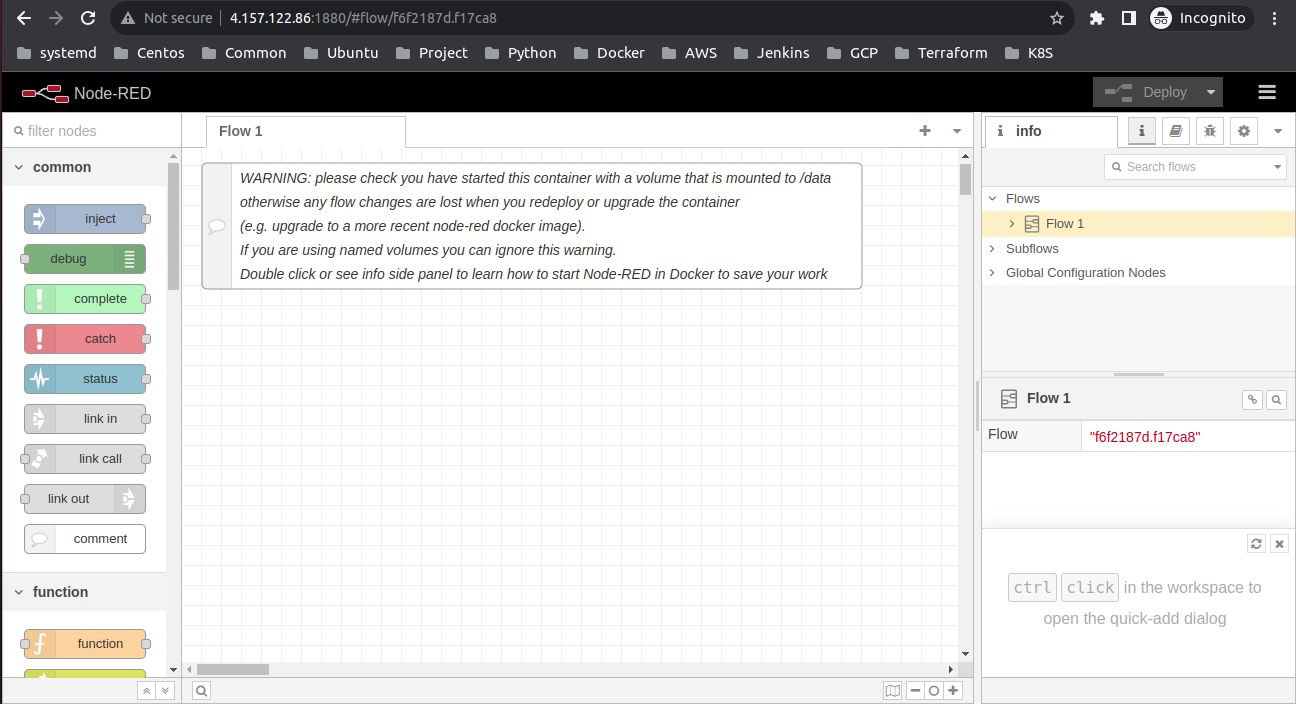 Not secure 4.157.122.86:1880/#flow/f6f2187d.f17ca8 Incognito
systemd Centos Common Ubuntu Project Python Docker AWS Jenkins GCP Terraform K8S
Node-RED Deploy
filter nodes
common
inject
debug
complete
catch
status
link in
link call
link out
comment
function
function
Flow 1
WARNING: please check you have started this container with a volume that is mounted to /data
otherwise any flow changes are lost when you redeploy or upgrade the container
(e.g. upgrade to a more recent node-red docker image).
If you are using named volumes you can ignore this warning.
Double click or see info side panel to learn how to start Node-RED in Docker to save your work
i info i
Search flows
Flows
Flow 1
Subflows
Global Configuration Nodes
Flow 1
Flow "f6f2187d.f17ca8"
ctrl click in the workspace to
open the quick-add dialog